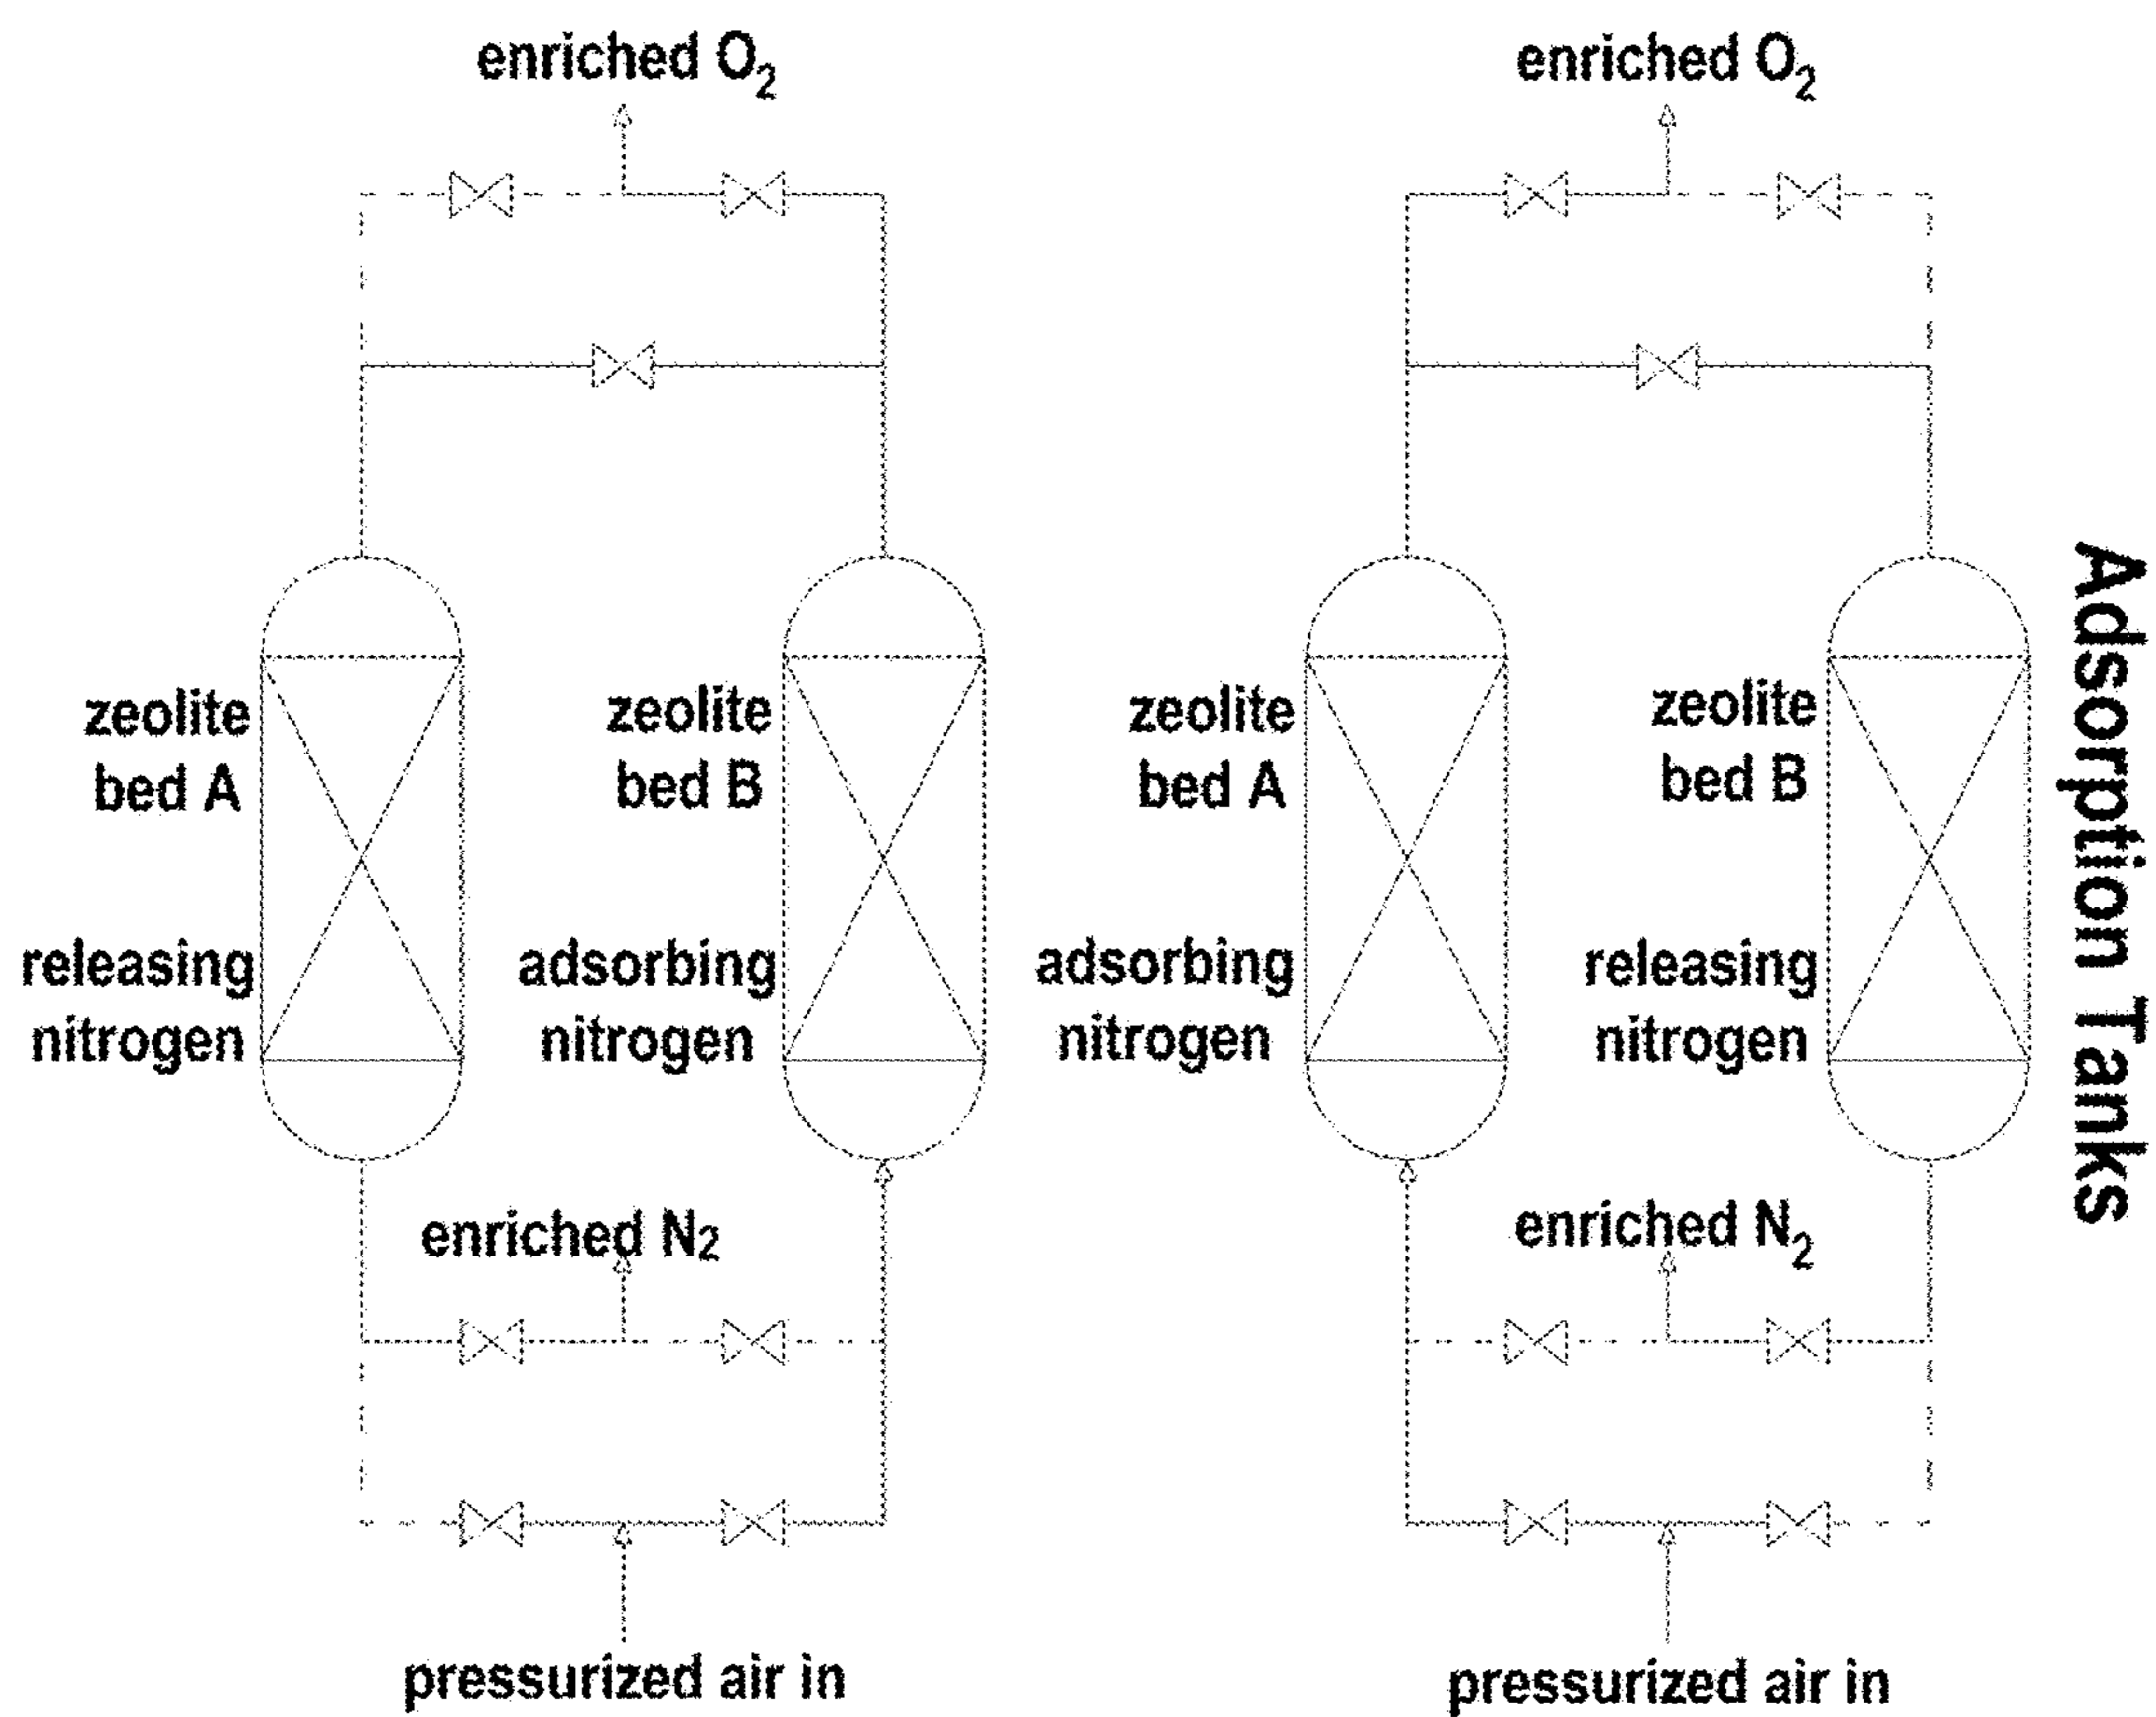 enriched O₂
enriched O₂
zeolite
bed A
zeolite
bed B
zeolite
bed A
zeolite
bed B
releasing
nitrogen
adsorbing
nitrogen
adsorbing
nitrogen
releasing
nitrogen
Adsorption Tanks
enriched N₂
enriched N₂
pressurized air in
pressurized air in